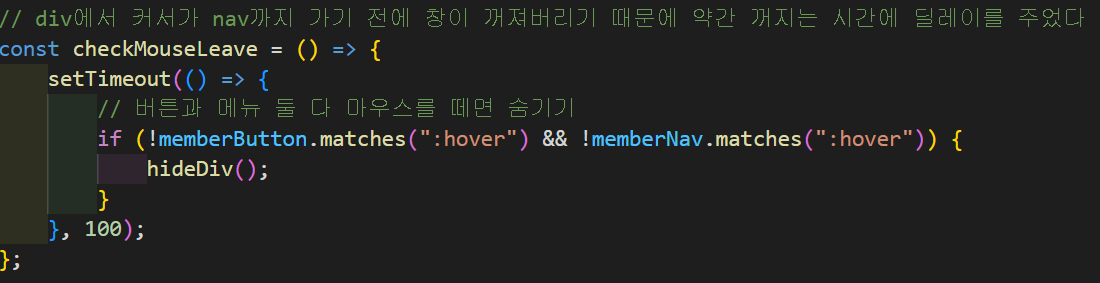 // div에서 커서가 nav까지 가기 전에 창이 꺼져버리기 때문에 약간 꺼지는 시간에 딜레이를 주었다
const checkMouseLeave = () => {
    setTimeout(() => {
        // 버튼과 메뉴 둘 다 마우스를 떼면 숨기기
        if (!memberButton.matches(":hover") && !memberNav.matches(":hover")) {
            hideDiv();
        }
    }, 100);
};